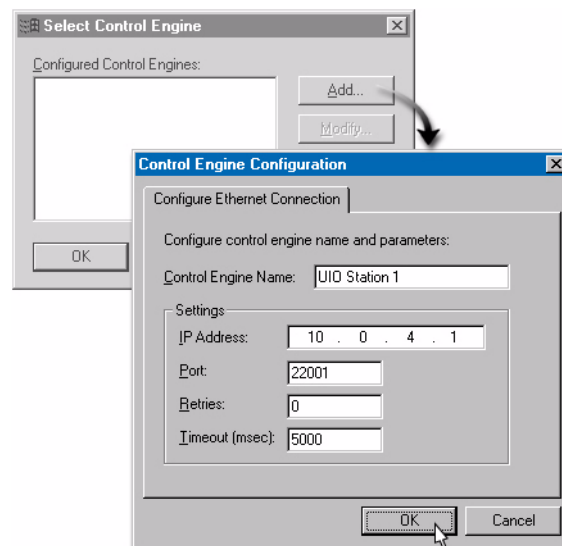 Select Control Engine
Configured Control Engines:
Add...
Modify...
OK
Control Engine Configuration
Configure Ethernet Connection
Configure control engine name and parameters:
Control Engine Name: UIO Station 1
Settings
IP Address: 10 . 0 . 4 . 1
Port: 22001
Retries: 0
Timeout (msec): 5000
OK Cancel